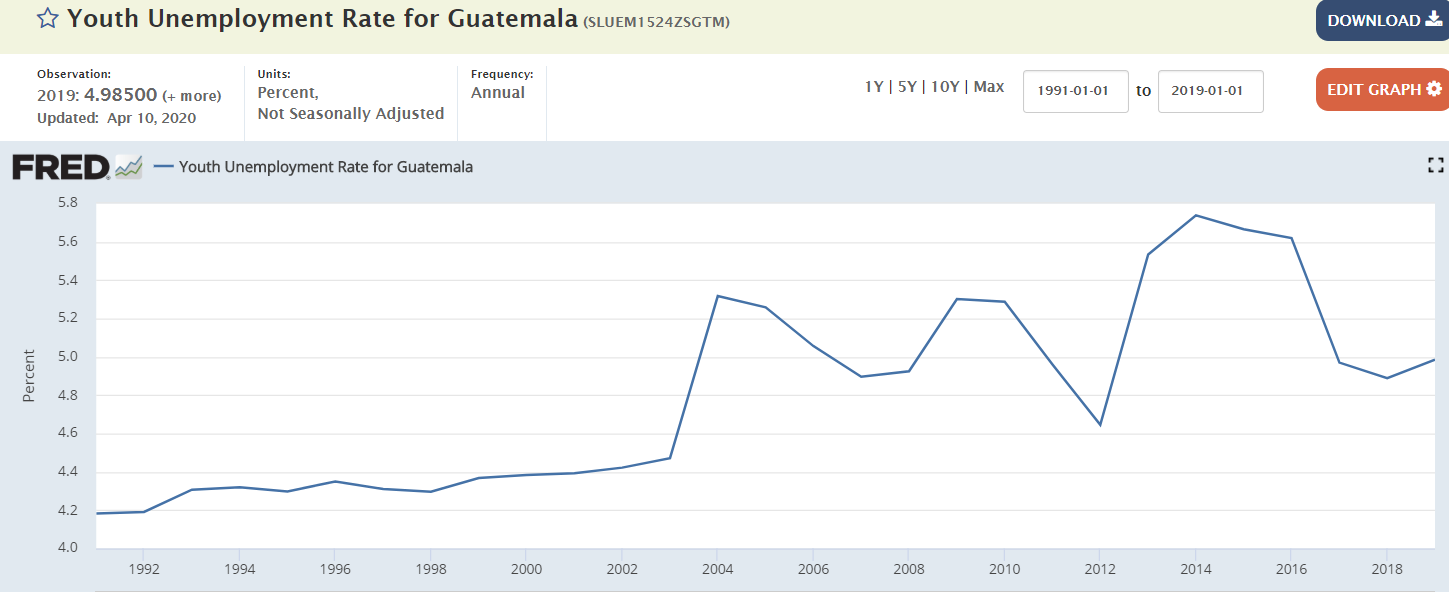 Youth Unemployment Rate for Guatemala (SLUEM1524ZSGTM)
DOWNLOAD
Observation:
2019: 4.98500 (+ more)
Updated: Apr 10, 2020
Units:
Percent,
Not Seasonally Adjusted
Frequency:
Annual
1Y | 5Y | 10Y | Max
1991-01-01 to 2019-01-01
EDIT GRAPH
FRED
Youth Unemployment Rate for Guatemala
Percent
5.8
5.6
5.4
5.2
5.0
4.8
4.6
4.4
4.2
4.0
1992 1994 1996 1998 2000 2002 2004 2006 2008 2010 2012 2014 2016 2018